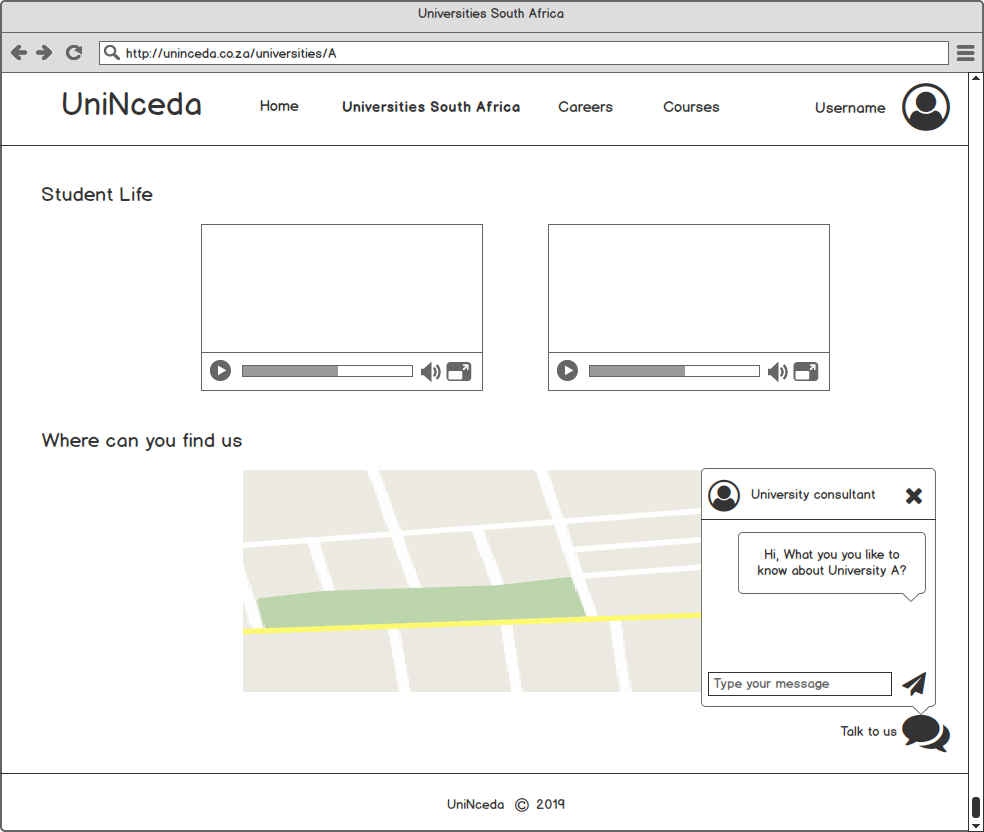 Universities South Africa
http://uninceda.co.za/universities/A
UniNceda
Home
Universities South Africa
Careers
Courses
Username
Student Life
Where can you find us
University consultant
Hi, What you you like to
know about University A?
Type your message
Talk to us
UniNceda © 2019